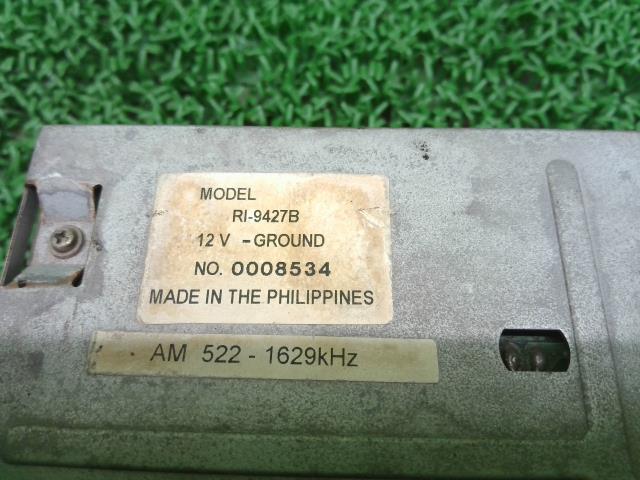 MODEL
RI-9427B
12 V - GROUND
NO. 0008534
MADE IN THE PHILIPPINES
AM 522 - 1629kHz